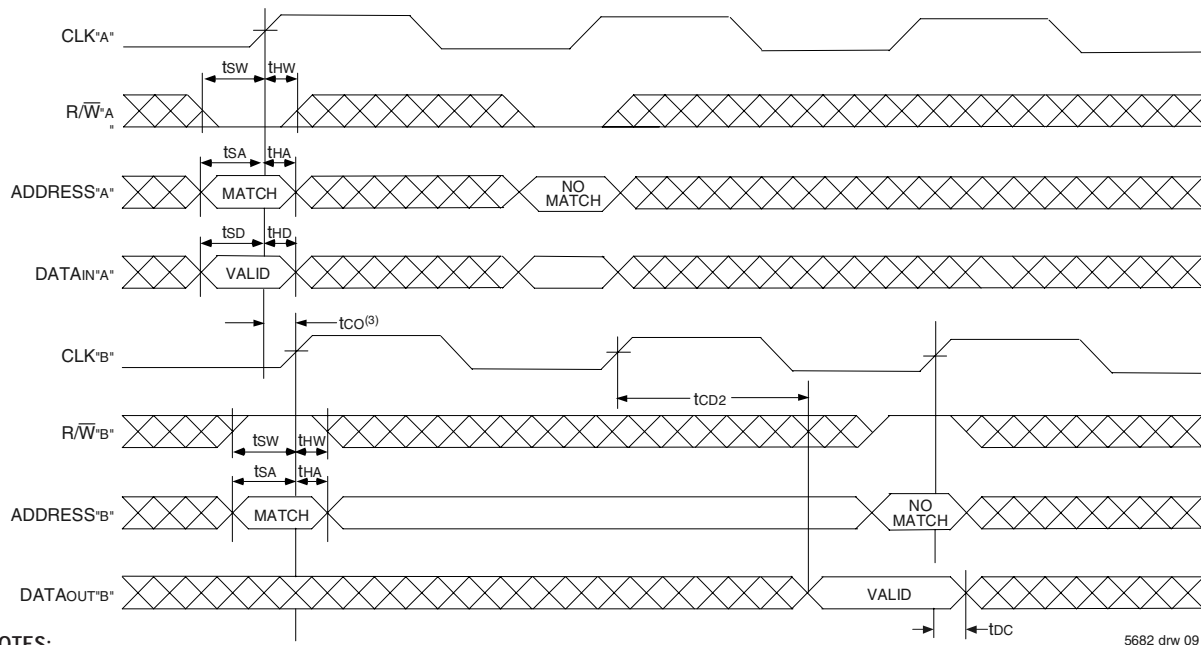 CLK"A"
tSW tHW
R/W"A
"
tSA tHA
ADDRESS"A" MATCH NO MATCH
tSD tHD
DATAIN"A" VALID
tCO(3)
CLK"B"
tCD2
R/W"B"
tSW tHW
tSA tHA
ADDRESS"B" MATCH NO MATCH
DATAOUT"B" VALID
tDC
OTES:
5682 drw 09